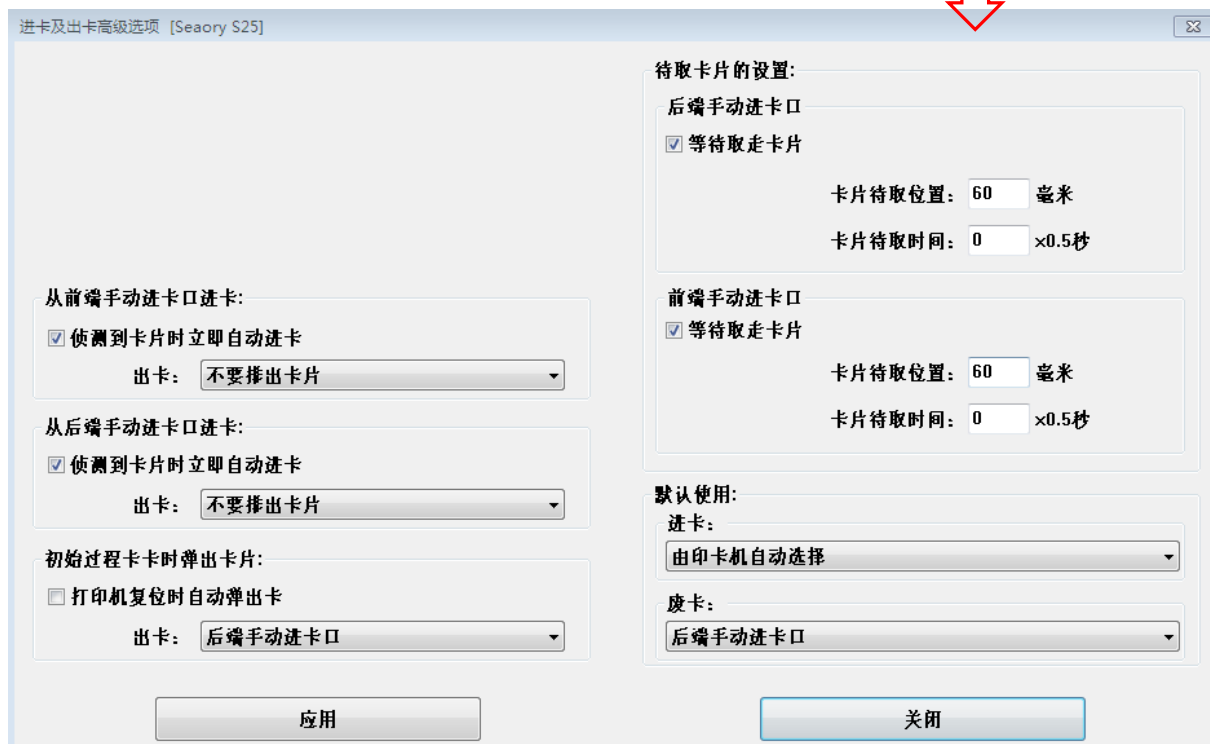 进卡及出卡高级选项 [Seaory S25]
从前端手动进卡口进卡:
侦测到卡片时立即自动进卡
出卡: 不要排出卡片
从后端手动进卡口进卡:
侦测到卡片时立即自动进卡
出卡: 不要排出卡片
初始过程卡卡时弹出卡片:
打印机复位时自动弹出卡
出卡: 后端手动进卡口
应用
待取卡片的设置:
后端手动进卡口
等待取走卡片
卡片待取位置: 60 毫米
卡片待取时间: 0 ×0.5秒
前端手动进卡口
等待取走卡片
卡片待取位置: 60 毫米
卡片待取时间: 0 ×0.5秒
默认使用:
进卡:
由印卡机自动选择
废卡:
后端手动进卡口
关闭